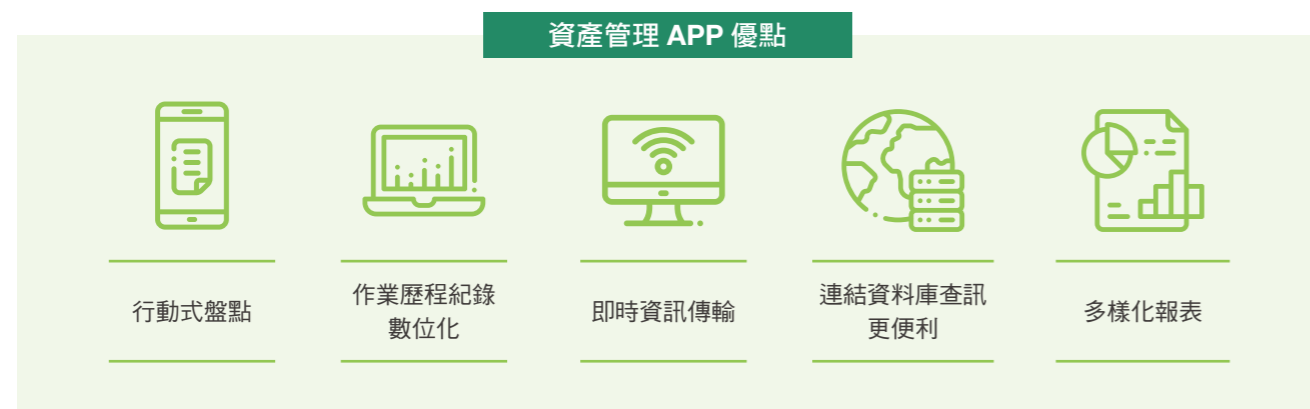 資產管理 APP 優點
行動式盤點
作業歷程紀錄
數位化
即時資訊傳輸
連結資料庫查訊
更便利
多樣化報表